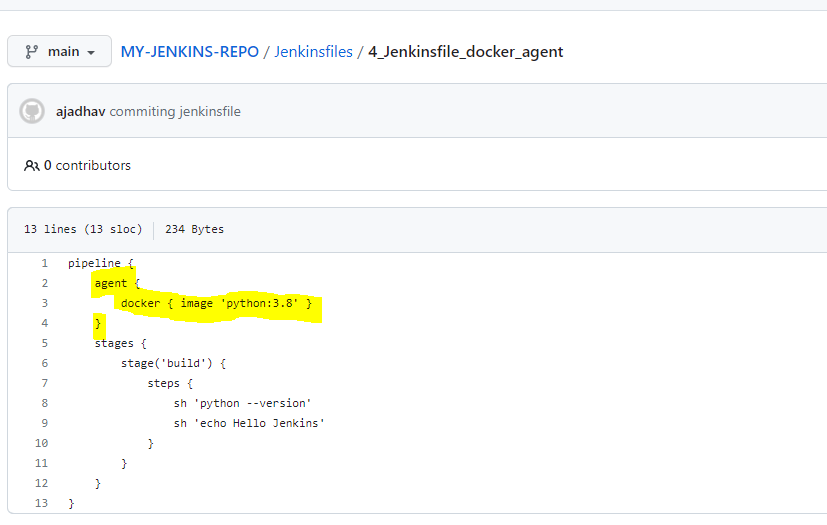 main
MY-JENKINS-REPO / Jenkinsfiles / 4_Jenkinsfile_docker_agent
ajadhav commiting jenkinsfile
0 contributors
13 lines (13 sloc) 234 Bytes
1 pipeline {
2 agent {
3 docker { image 'python:3.8' }
4 }
5 stages {
6 stage('build') {
7 steps {
8 sh 'python --version'
9 sh 'echo Hello Jenkins'
10 }
11 }
12 }
13 }